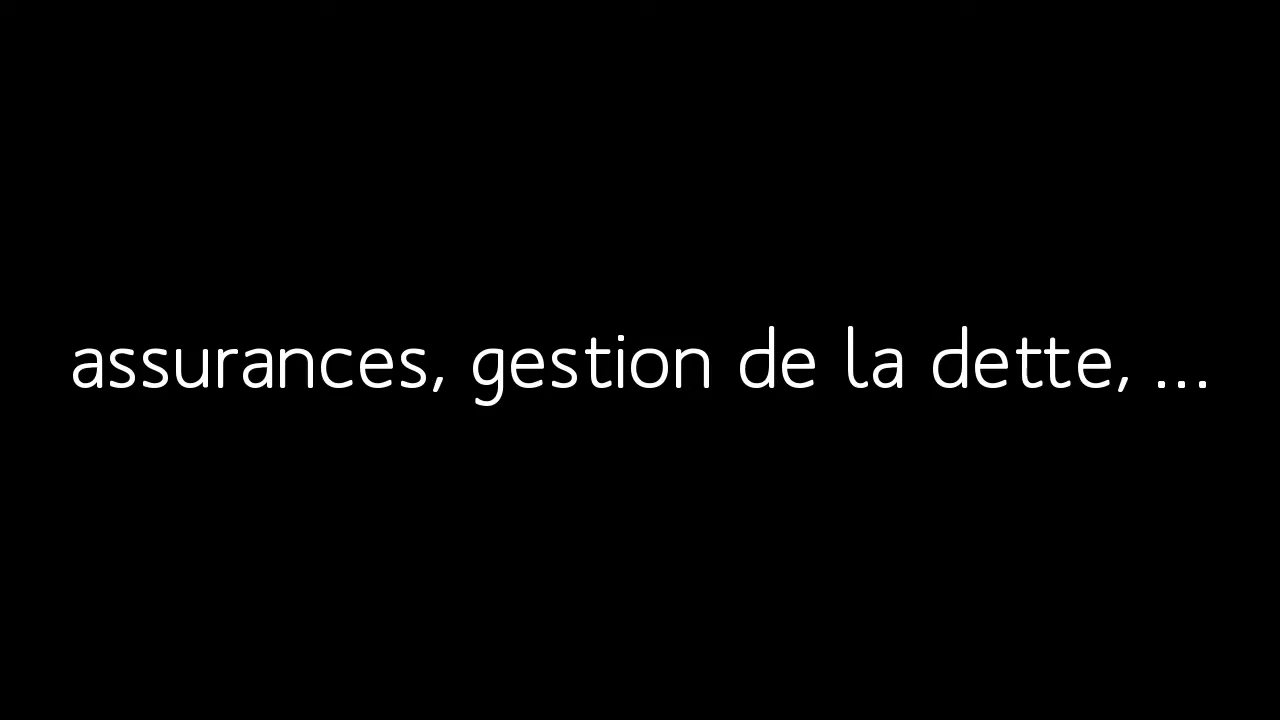 assurances, gestion de la dette, ...